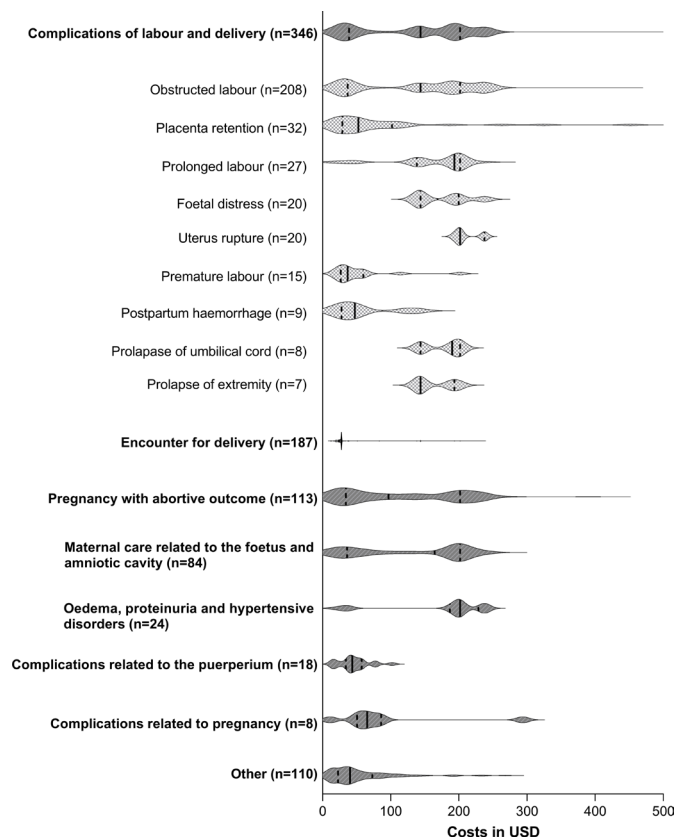 Complications of labour and delivery (n=346)
Obstructed labour (n=208)
Placenta retention (n=32)
Prolonged labour (n=27)
Foetal distress (n=20)
Uterus rupture (n=20)
Premature labour (n=15)
Postpartum haemorrhage (n=9)
Prolapase of umbilical cord (n=8)
Prolapse of extremity (n=7)
Encounter for delivery (n=187)
Pregnancy with abortive outcome (n=113)
Maternal care related to the foetus and
amniotic cavity (n=84)
Oedema, proteinuria and hypertensive
disorders (n=24)
Complications related to the puerperium (n=18)
Complications related to pregnancy (n=8)
Other (n=110)
0 100 200 300 400 500
Costs in USD